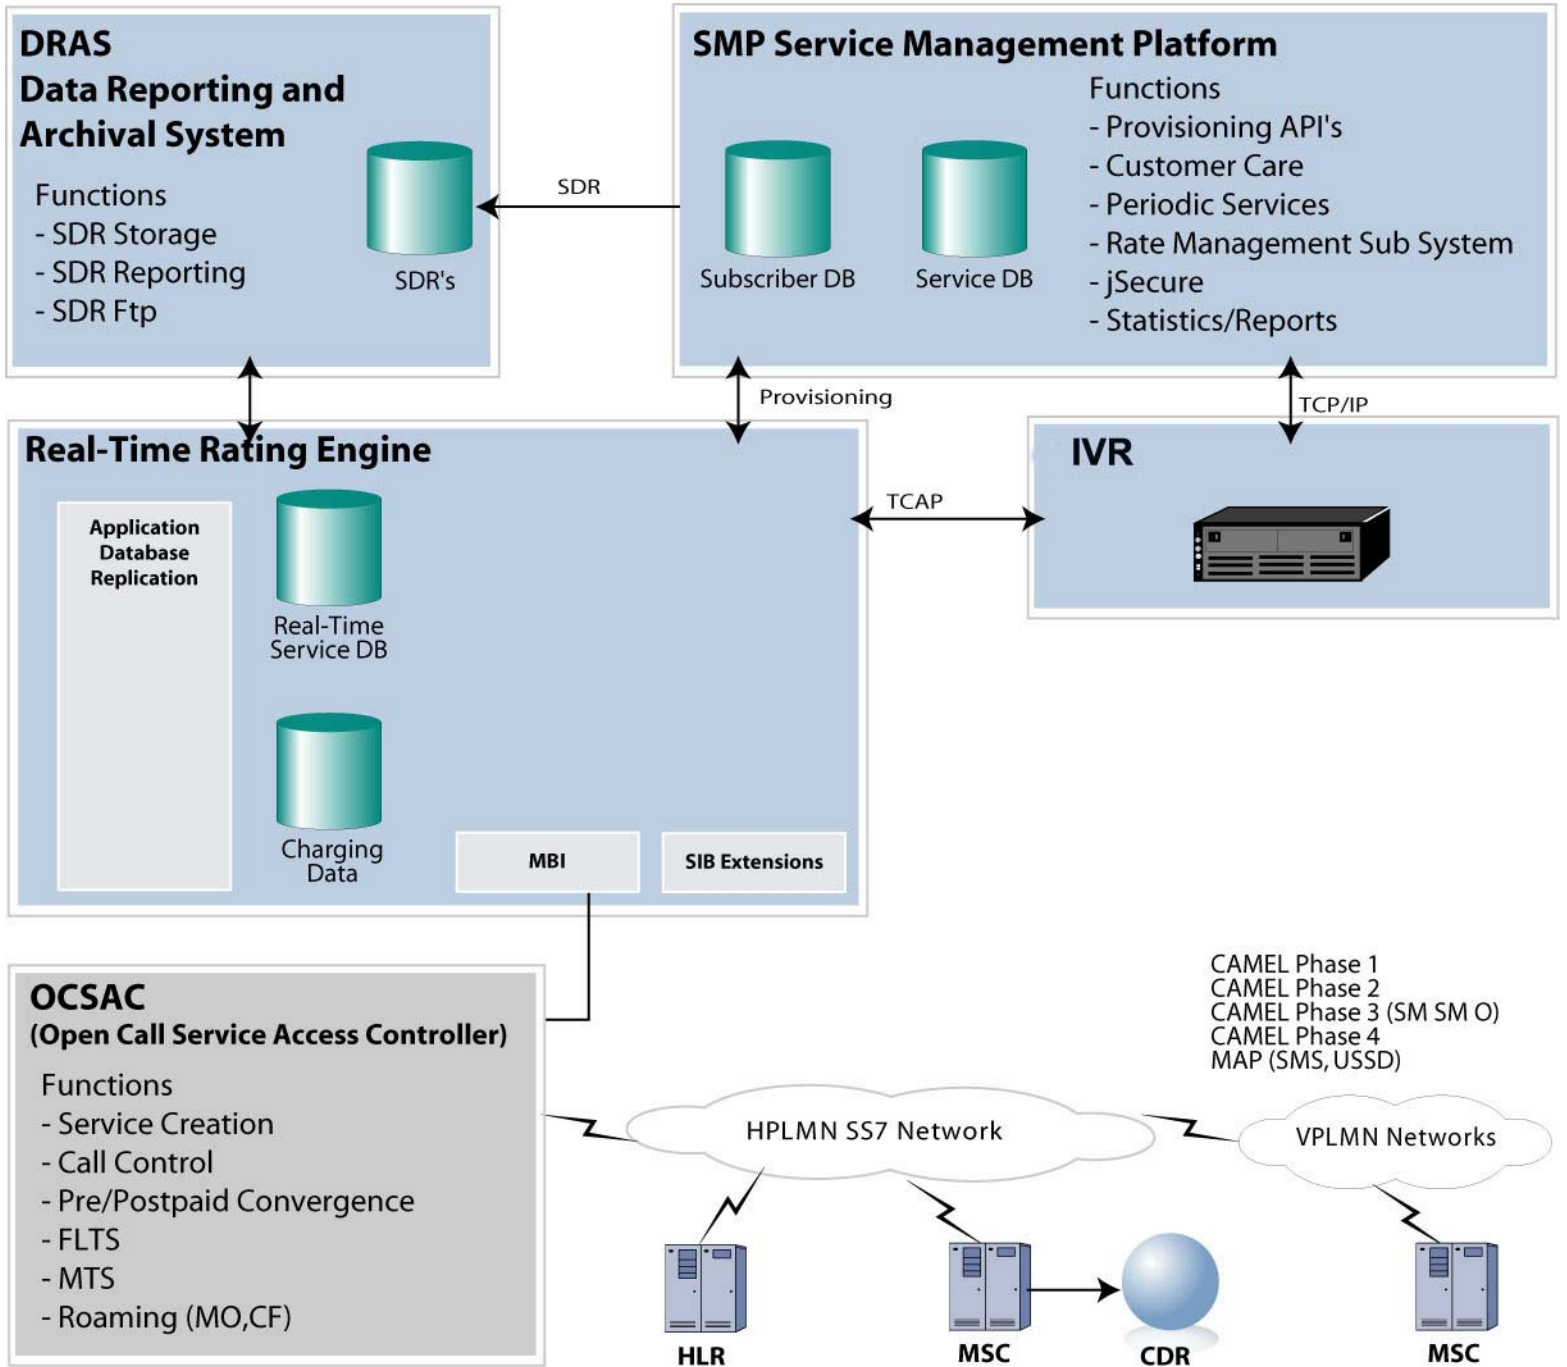 DRAS
Data Reporting and
Archival System
Functions
- SDR Storage
- SDR Reporting
- SDR Ftp
SDR's
SDR
SMP Service Management Platform
Subscriber DB
Service DB
Functions
- Provisioning API's
- Customer Care
- Periodic Services
- Rate Management Sub System
- jSecure
- Statistics/Reports
Provisioning
TCP/IP
Real-Time Rating Engine
Application
Database
Replication
Real-Time
Service DB
Charging
Data
MBI
SIB Extensions
TCAP
IVR
OCSAC
(Open Call Service Access Controller)
Functions
- Service Creation
- Call Control
- Pre/Postpaid Convergence
- FLTS
- MTS
- Roaming (MO,CF)
CAMEL Phase 1
CAMEL Phase 2
CAMEL Phase 3 (SM SM O)
CAMEL Phase 4
MAP (SMS, USSD)
HPLMN SS7 Network
VPLMN Networks
HLR
MSC
CDR
MSC